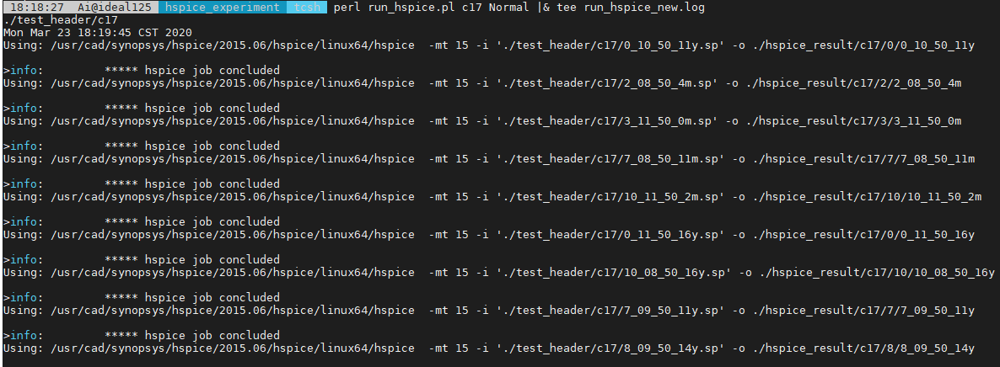 18:18:27 Ai@ideal125 hspice_experiment tcsh perl run_hspice.pl c17 Normal |& tee run_hspice_new.log
./test_header/c17
Mon Mar 23 18:19:45 CST 2020
Using: /usr/cad/synopsys/hspice/2015.06/hspice/linux64/hspice  -mt 15 -i './test_header/c17/0_10_50_11y.sp' -o ./hspice_result/c17/0/0_10_50_11y
>info:         ***** hspice job concluded
Using: /usr/cad/synopsys/hspice/2015.06/hspice/linux64/hspice  -mt 15 -i './test_header/c17/2_08_50_4m.sp' -o ./hspice_result/c17/2/2_08_50_4m
>info:         ***** hspice job concluded
Using: /usr/cad/synopsys/hspice/2015.06/hspice/linux64/hspice  -mt 15 -i './test_header/c17/3_11_50_0m.sp' -o ./hspice_result/c17/3/3_11_50_0m
>info:         ***** hspice job concluded
Using: /usr/cad/synopsys/hspice/2015.06/hspice/linux64/hspice  -mt 15 -i './test_header/c17/7_08_50_11m.sp' -o ./hspice_result/c17/7/7_08_50_11m
>info:         ***** hspice job concluded
Using: /usr/cad/synopsys/hspice/2015.06/hspice/linux64/hspice  -mt 15 -i './test_header/c17/10_11_50_2m.sp' -o ./hspice_result/c17/10/10_11_50_2m
>info:         ***** hspice job concluded
Using: /usr/cad/synopsys/hspice/2015.06/hspice/linux64/hspice  -mt 15 -i './test_header/c17/0_11_50_16y.sp' -o ./hspice_result/c17/0/0_11_50_16y
>info:         ***** hspice job concluded
Using: /usr/cad/synopsys/hspice/2015.06/hspice/linux64/hspice  -mt 15 -i './test_header/c17/10_08_50_16y.sp' -o ./hspice_result/c17/10/10_08_50_16y
>info:         ***** hspice job concluded
Using: /usr/cad/synopsys/hspice/2015.06/hspice/linux64/hspice  -mt 15 -i './test_header/c17/7_09_50_11y.sp' -o ./hspice_result/c17/7/7_09_50_11y
>info:         ***** hspice job concluded
Using: /usr/cad/synopsys/hspice/2015.06/hspice/linux64/hspice  -mt 15 -i './test_header/c17/8_09_50_14y.sp' -o ./hspice_result/c17/8/8_09_50_14y